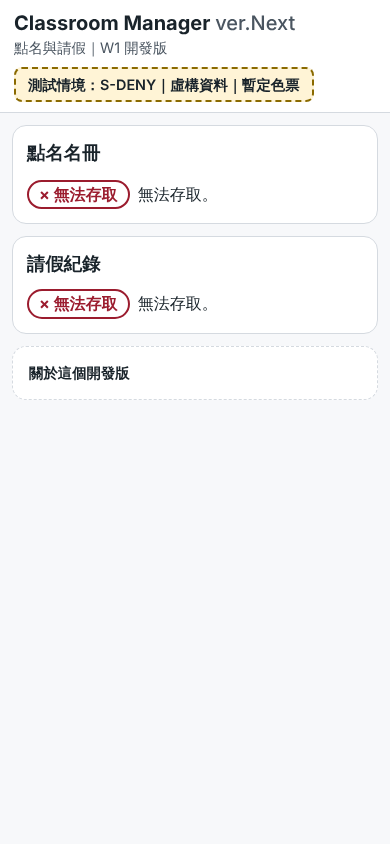 Classroom Manager ver.Next
點名與請假｜W1 開發版
測試情境：S-DENY｜虛構資料｜暫定色票
點名名冊
× 無法存取 無法存取。
請假紀錄
× 無法存取 無法存取。
關於這個開發版